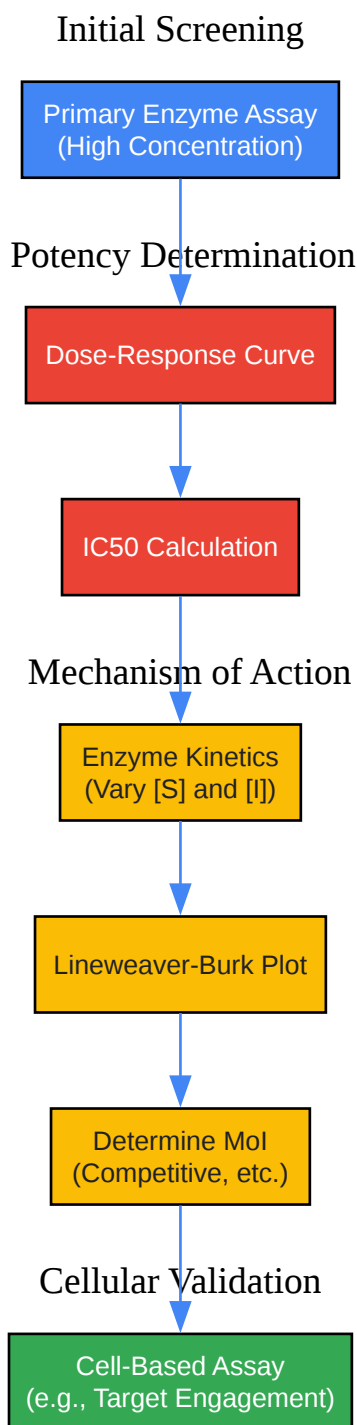 Initial Screening
Primary Enzyme Assay
(High Concentration)
Potency Determination
Dose-Response Curve
IC50 Calculation
Mechanism of Action
Enzyme Kinetics
(Vary [S] and [I])
Lineweaver-Burk Plot
Determine MoI
(Competitive, etc.)
Cellular Validation
Cell-Based Assay
(e.g., Target Engagement)